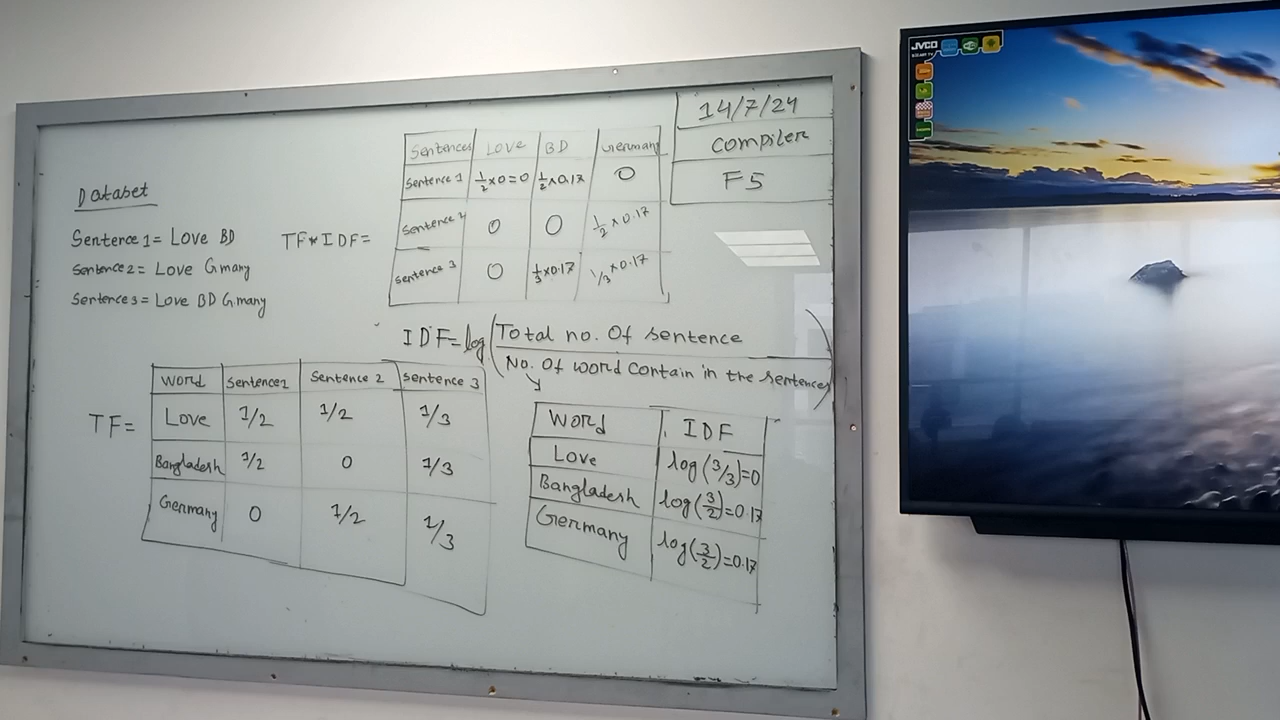 14/7/24
Compiler
F5
Dataset
Sentence 1 = Love BD
Sentence 2 = Love G.many
Sentence 3 = Love BD G.many
TF*IDF=
Sentences Love BD Germany
Sentence 1 1/2 x 0 = 0 1/2 x 0.17 0
Sentence 2 0 0 1/2 x 0.17
Sentence 3 0 1/3 x 0.17 1/3 x 0.17
IDF = log(Total no. Of sentence
No. Of word contain in the sentences)
TF=
Word Sentence1 Sentence 2 Sentence 3
Love 1/2 1/2 1/3
Bangladesh 1/2 0 1/3
Germany 0 1/2 1/3
Word IDF
Love log(3/3)=0
Bangladesh log(3/2)=0.17
Germany log(3/2)=0.17
JVCO